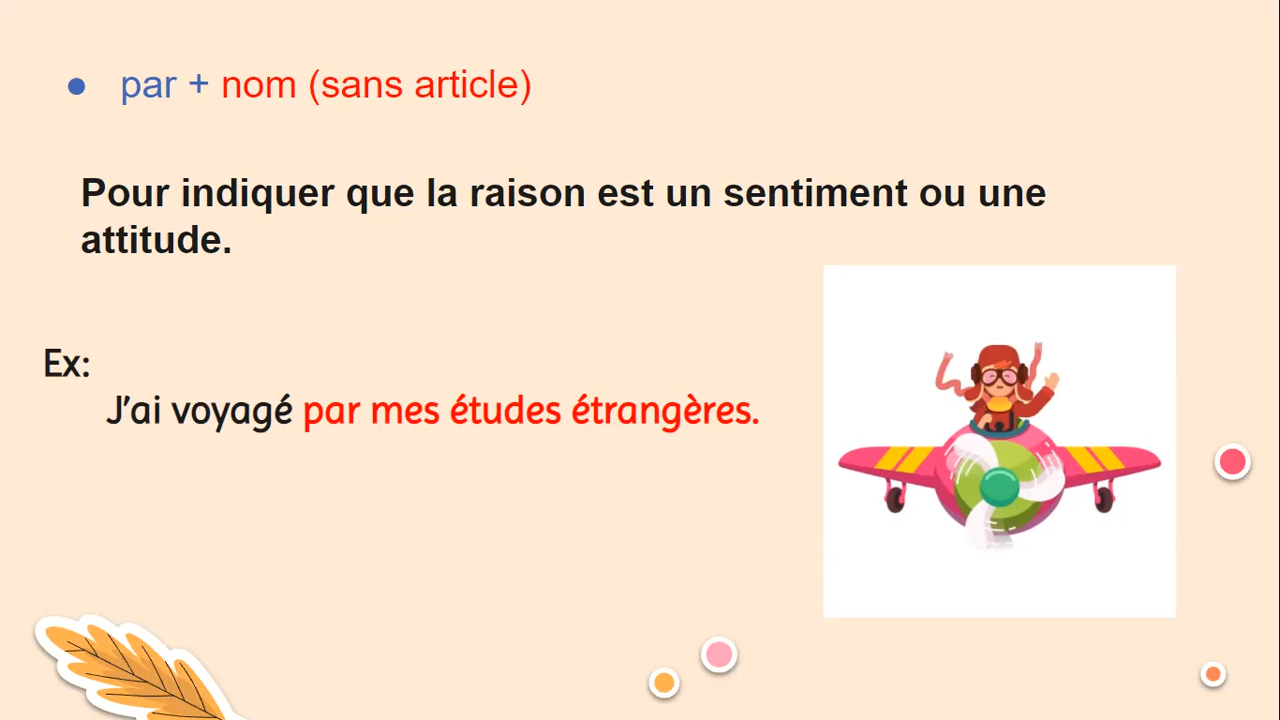 ● par + nom (sans article)
Pour indiquer que la raison est un sentiment ou une
attitude.
Ex:
J'ai voyagé par mes études étrangères.